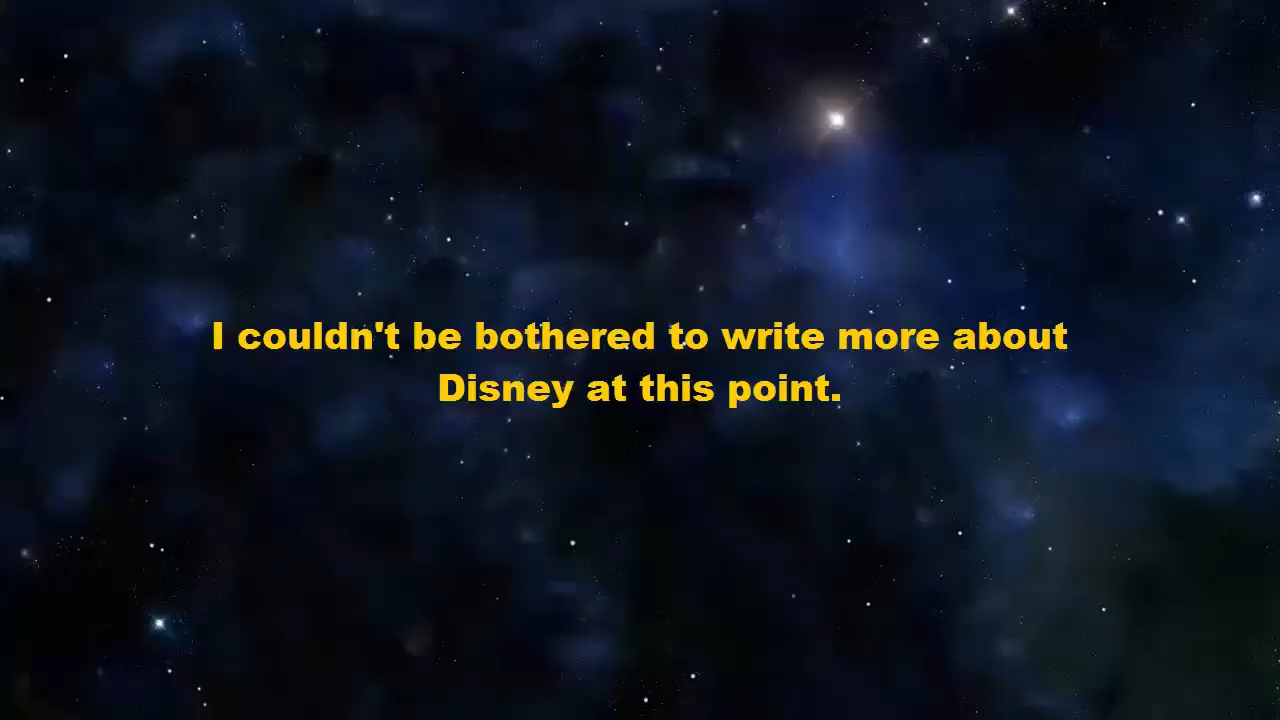 I couldn't be bothered to write more about
Disney at this point.